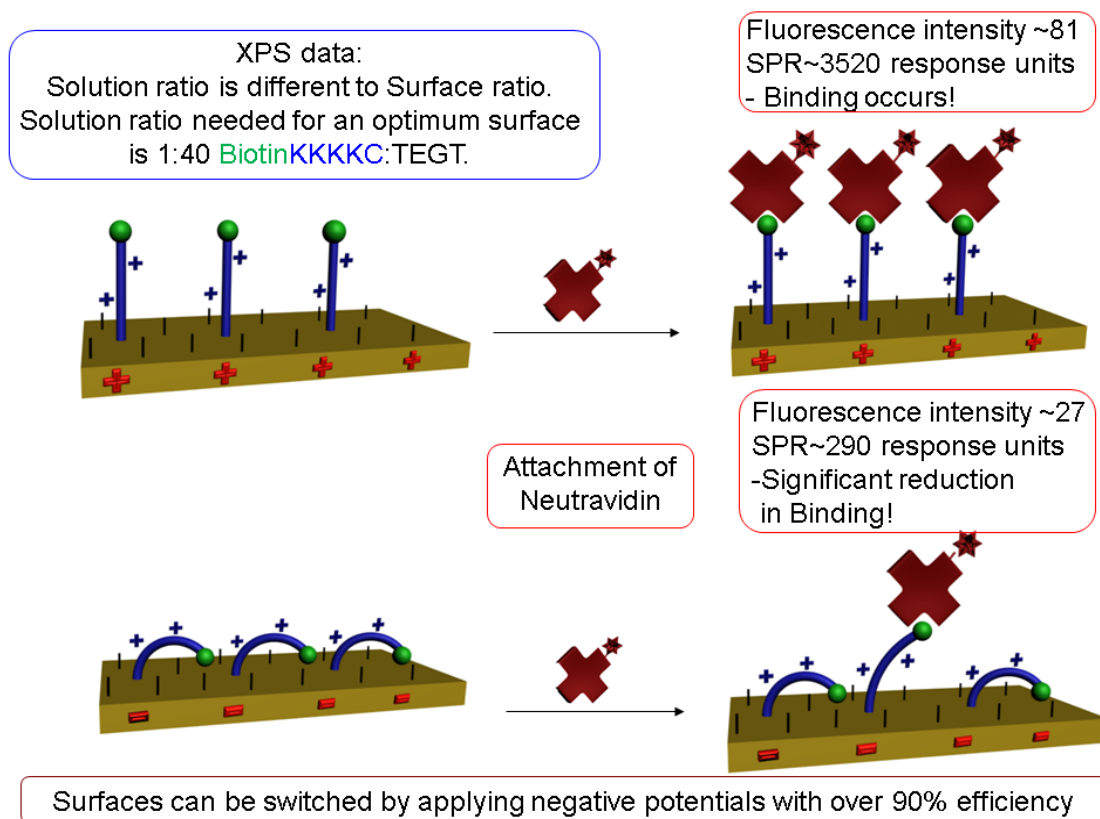 XPS data:
Solution ratio is different to Surface ratio.
Solution ratio needed for an optimum surface
is 1:40 BiotinKKKKC:TEGT.
Fluorescence intensity ~81
SPR~3520 response units
- Binding occurs!
Attachment of
Neutravidin
Fluorescence intensity ~27
SPR~290 response units
-Significant reduction
in Binding!
Surfaces can be switched by applying negative potentials with over 90% efficiency